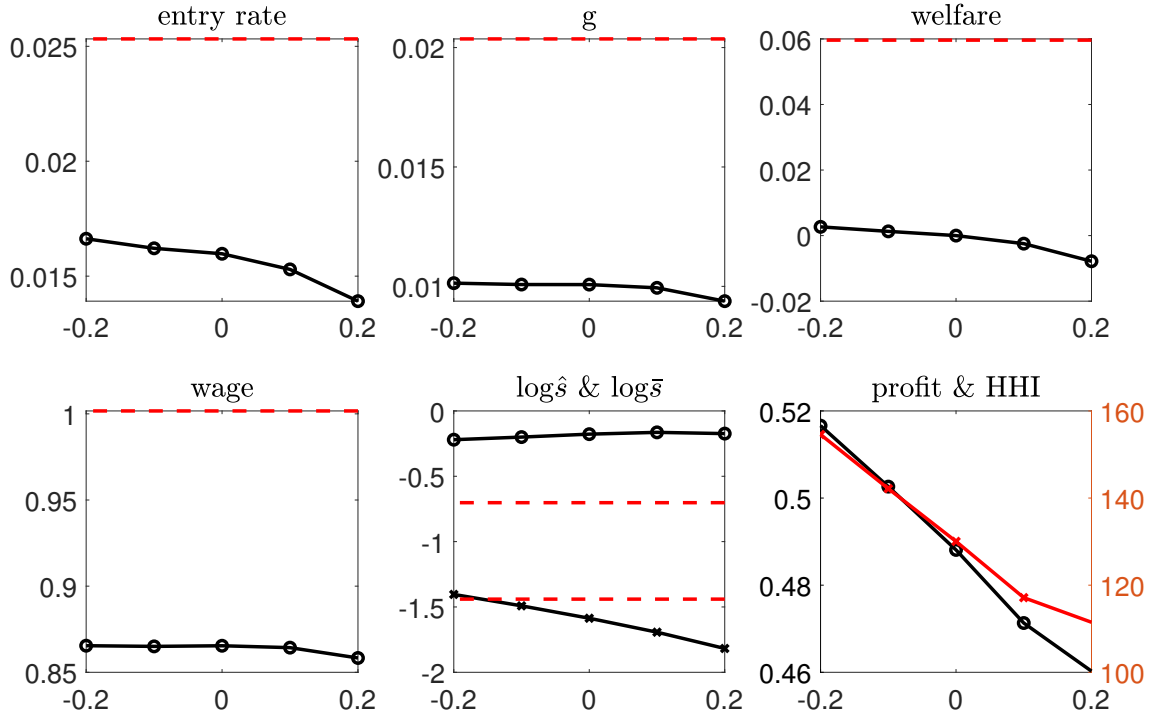 entry rate
0.025
0.02
0.015
-0.2 0 0.2
g
0.02
0.015
0.01
-0.2 0 0.2
welfare
0.06
0.04
0.02
0
-0.02
-0.2 0 0.2
wage
1
0.95
0.9
0.85
-0.2 0 0.2
logŝ & logs̄
0
-0.5
-1
-1.5
-2
-0.2 0 0.2
profit & HHI
0.52
0.5
0.48
0.46
160
140
120
100
-0.2 0 0.2